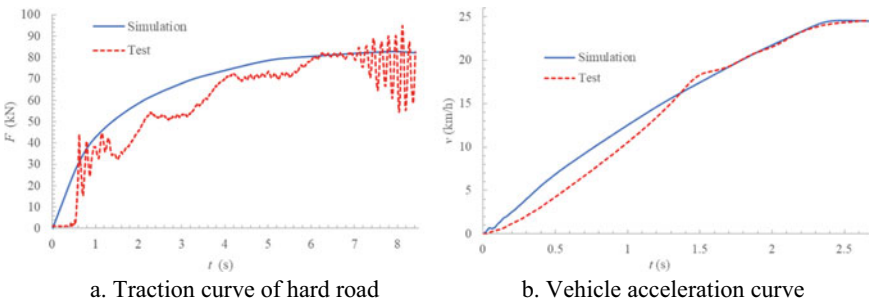 100
90
80
70
60
50
40
30
20
10
0
F (kN)
Simulation
Test
0 1 2 3 4 5 6 7 8
t (s)
a. Traction curve of hard road
25
20
15
10
5
0
v (km/h)
Simulation
Test
0 0.5 1 1.5 2 2.5
t (s)
b. Vehicle acceleration curve